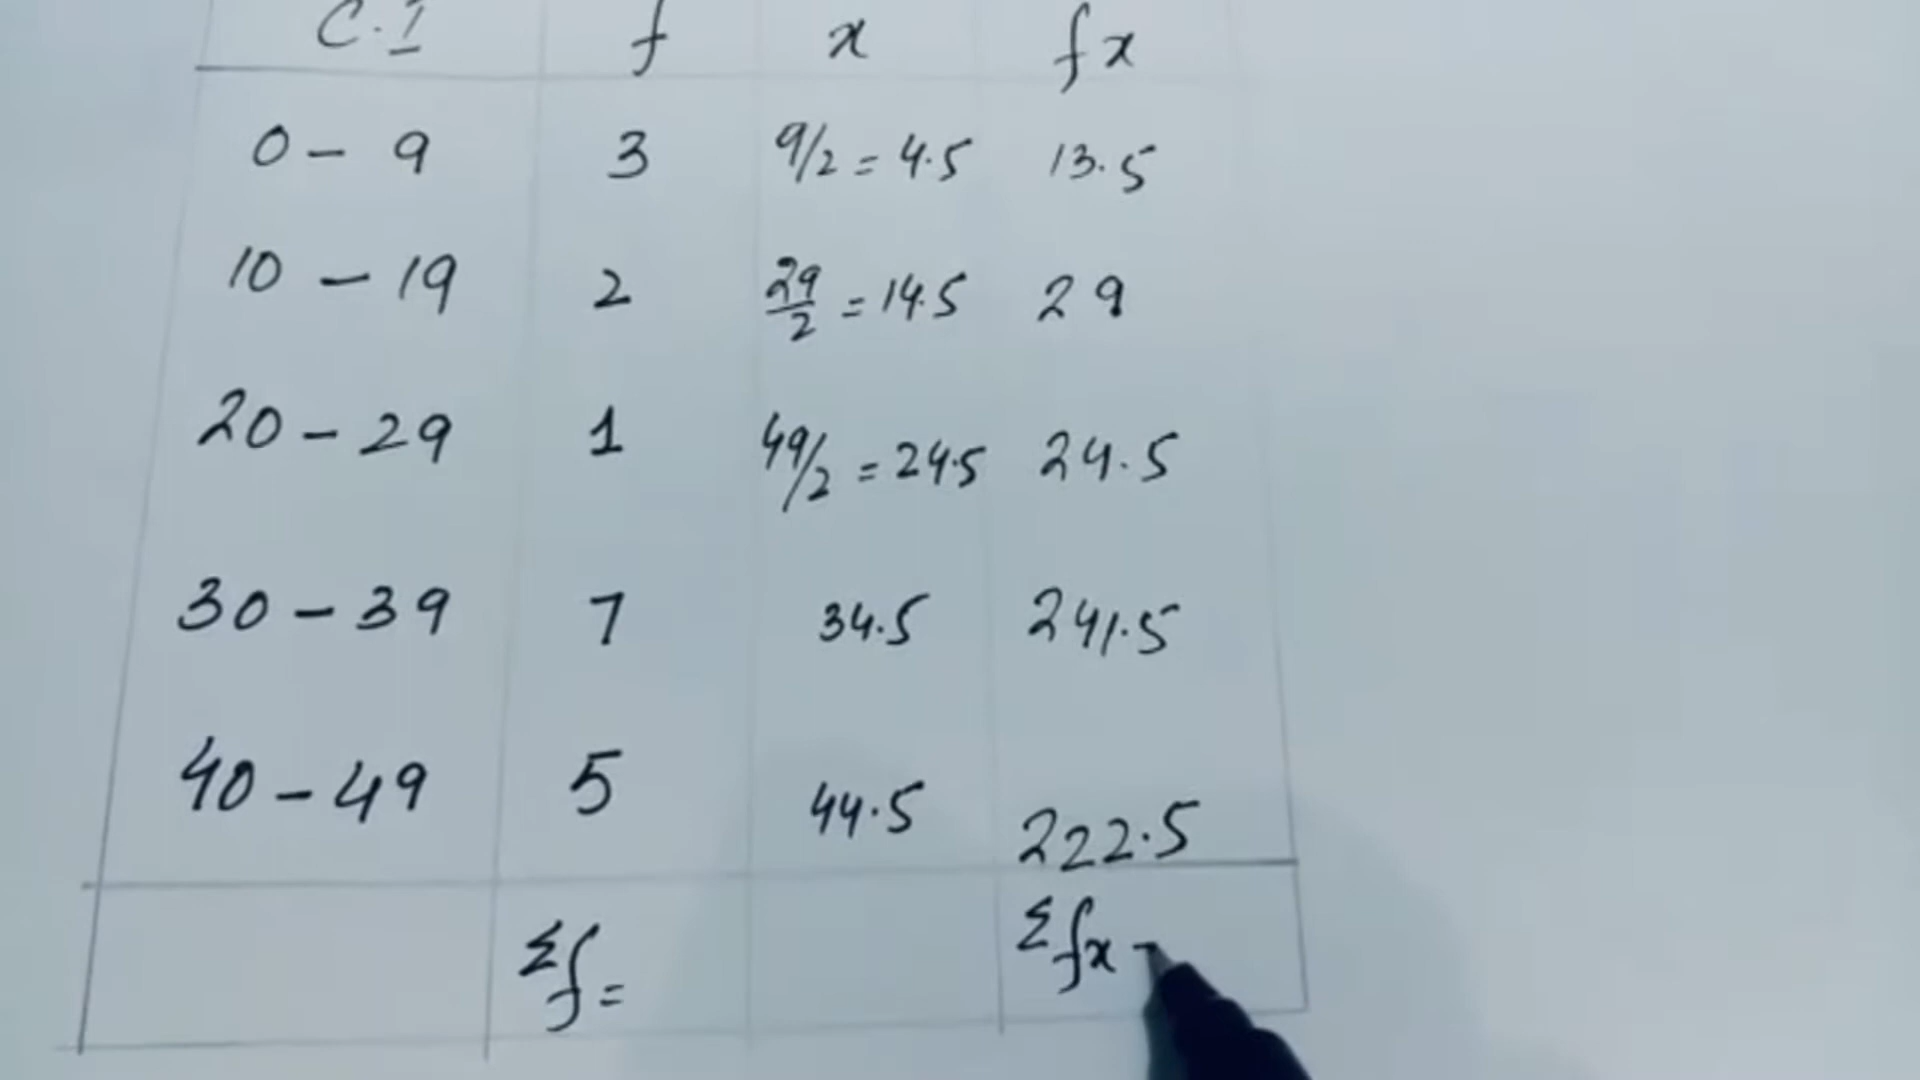 C.I f x fx
0 - 9 3 9/2 = 4.5 13.5
10 - 19 2 29/2 = 14.5 29
20 - 29 1 49/2 = 24.5 24.5
30 - 39 7 34.5 241.5
40 - 49 5 44.5 222.5
Σf = Σfx -